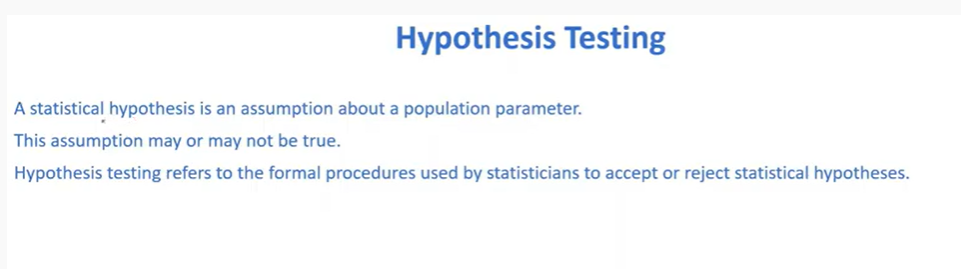 Hypothesis Testing
A statistical hypothesis is an assumption about a population parameter.
This assumption may or may not be true.
Hypothesis testing refers to the formal procedures used by statisticians to accept or reject statistical hypotheses.